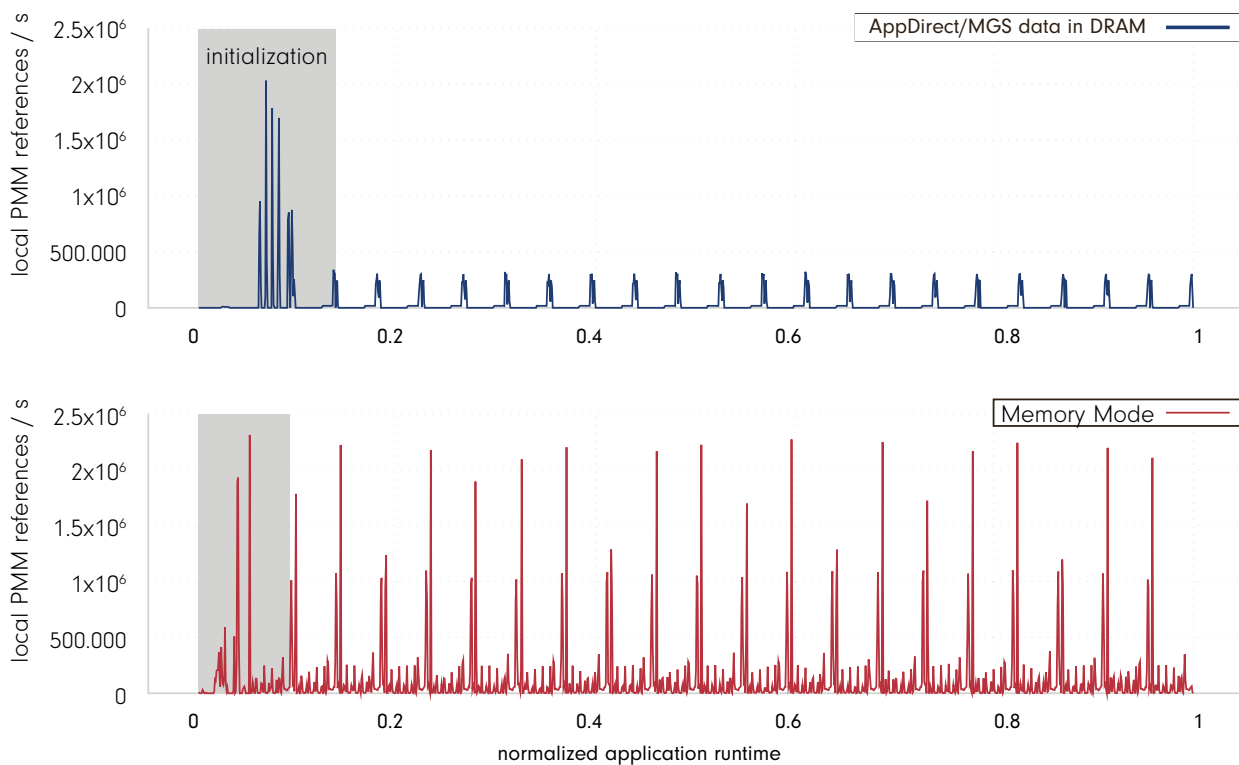 local PMM references / s
2.5x10⁶
2x10⁶
1.5x10⁶
1x10⁶
500.000
0
initialization
AppDirect/MGS data in DRAM
0 0.2 0.4 0.6 0.8 1
local PMM references / s
2.5x10⁶
2x10⁶
1.5x10⁶
1x10⁶
500.000
0
Memory Mode
0 0.2 0.4 0.6 0.8 1
normalized application runtime